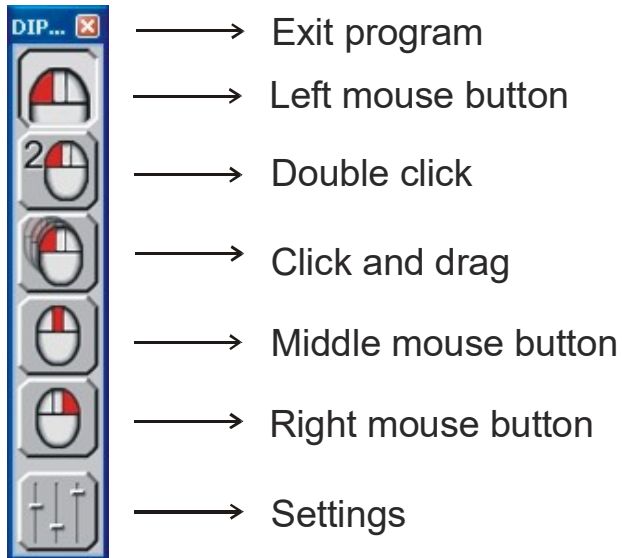 DIP...
Exit program
Left mouse button
2
Double click
Click and drag
Middle mouse button
Right mouse button
Settings